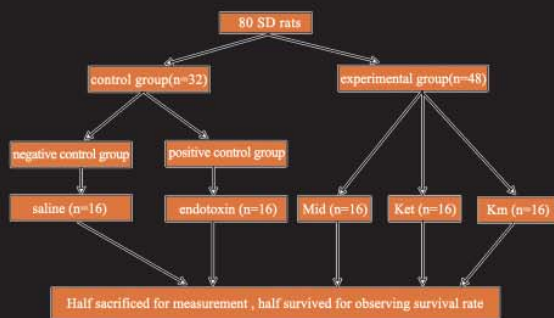 80 SD rats
control group(n=32)
experimental group(n=48)
negative control group
positive control group
saline (n=16)
endotoxin (n=16)
Mid (n=16)
Ket (n=16)
Km (n=16)
Half sacrificed for measurement , half survived for observing survival rate